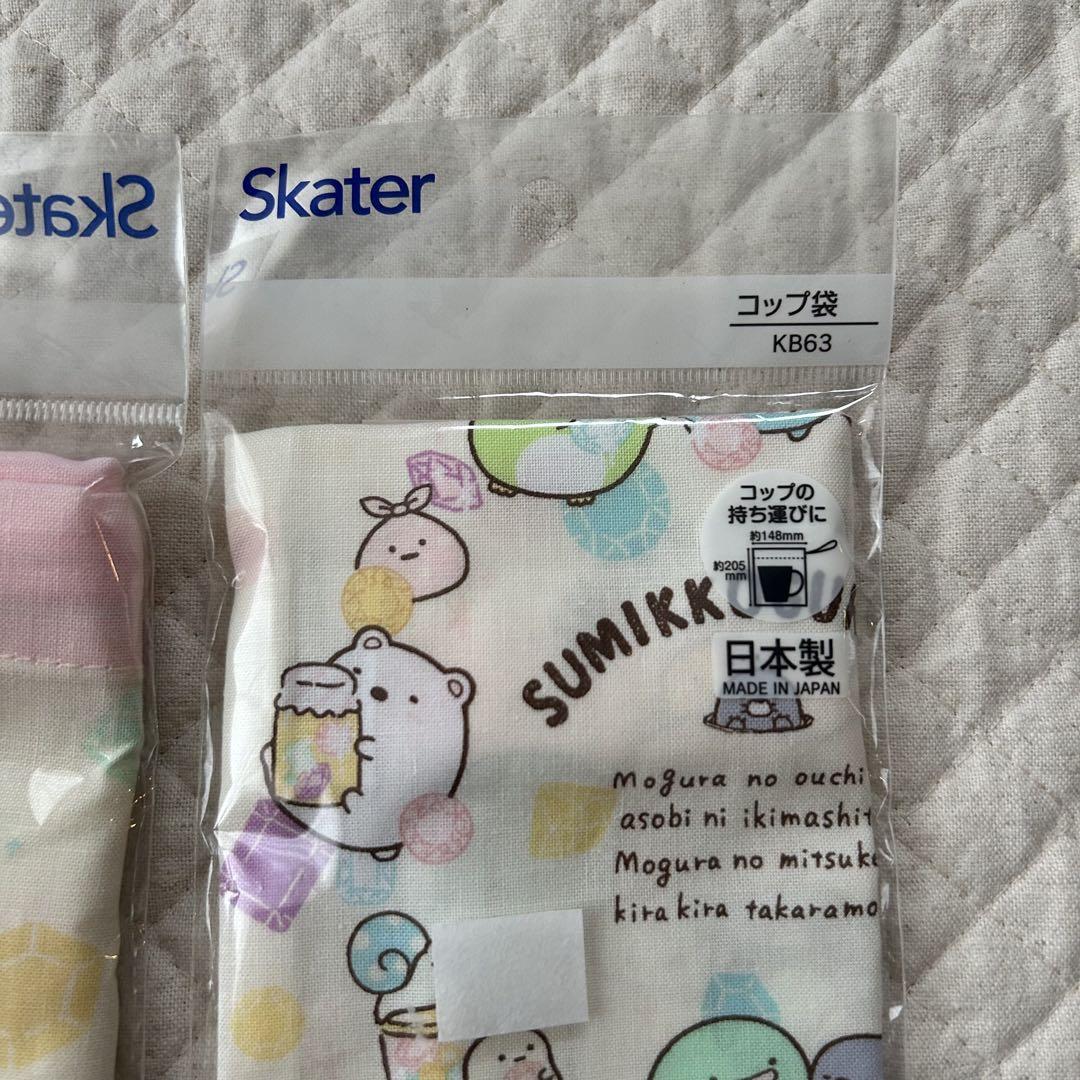 Skate
Skater
コップ袋
KB63
コップの
持ち運びに
約148mm
約205
mm
SUMIKK
日本製
MADE IN JAPAN
Mogura no ouchi
asobi ni ikimashit
Mogura no mitsuke
kira kira takaramo